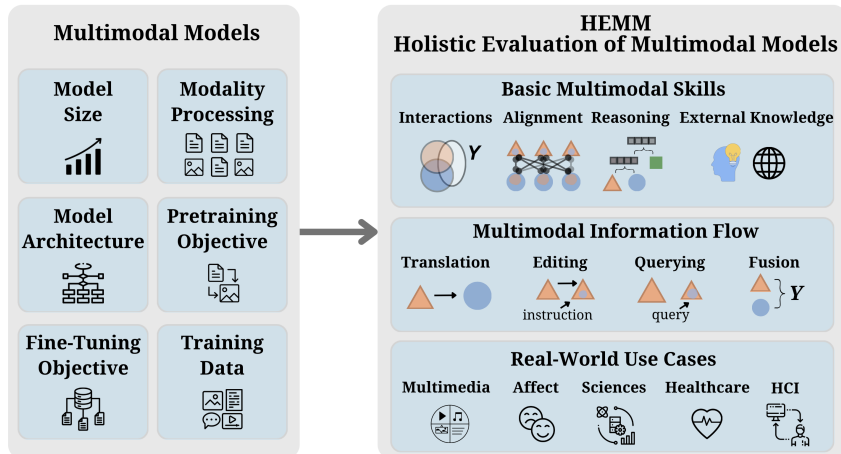 Multimodal Models
Model
Size
Modality
Processing
Model
Architecture
Pretraining
Objective
Fine-Tuning
Objective
Training
Data
HEMM
Holistic Evaluation of Multimodal Models
Basic Multimodal Skills
Interactions Alignment Reasoning External Knowledge
Y
Multimodal Information Flow
Translation Editing Querying Fusion
instruction query Y
Real-World Use Cases
Multimedia Affect Sciences Healthcare HCI